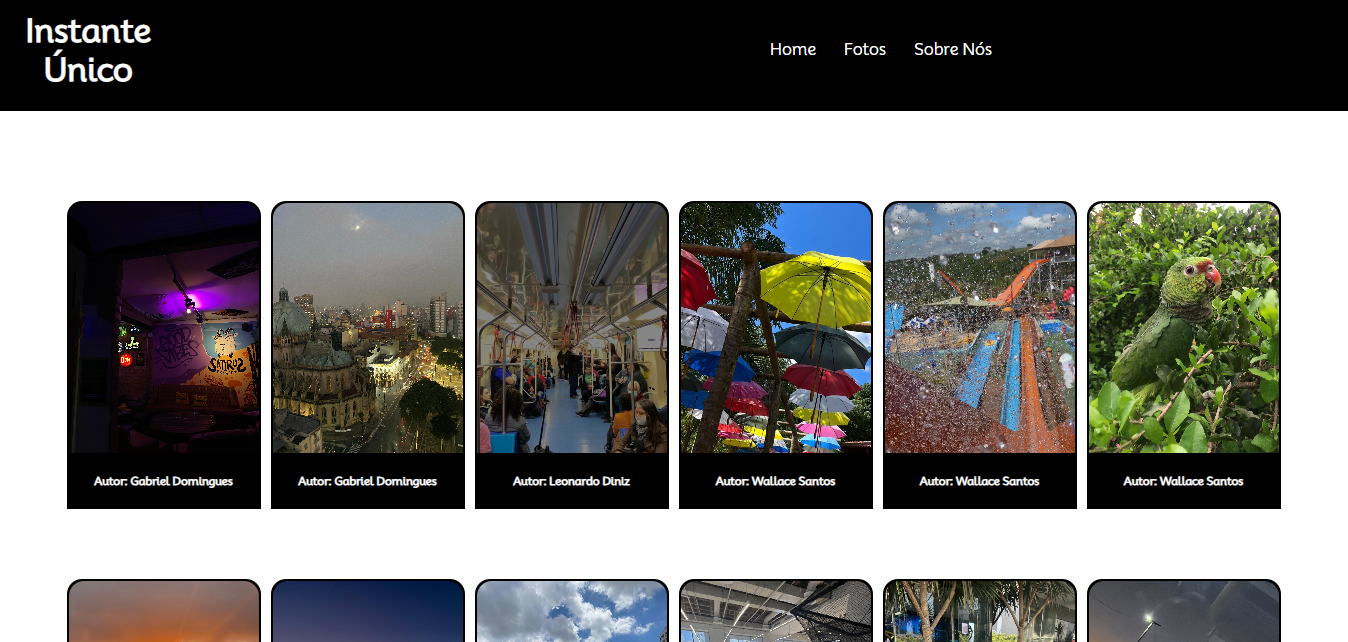 Instante
Único
Home Fotos Sobre Nós
SANROS
Autor: Gabriel Domingues
Autor: Gabriel Domingues
Autor: Leonardo Diniz
Autor: Wallace Santos
Autor: Wallace Santos
Autor: Wallace Santos